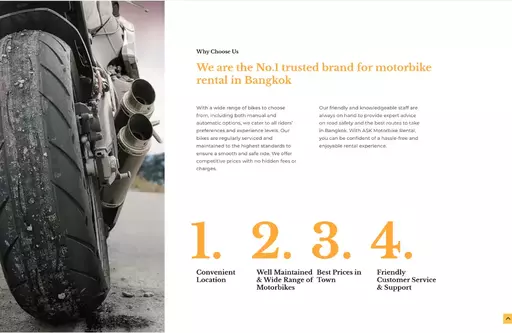 Why Choose Us
We are the No.1 trusted brand for motorbike
rental in Bangkok
With a wide range of bikes to choose
from, including both manual and
automatic options, we cater to all riders'
preferences and experience levels. Our
bikes are regularly serviced and
maintained to the highest standards to
ensure a smooth and safe ride. We offer
competitive prices with no hidden fees or
charges.
Our friendly and knowledgeable staff are
always on hand to provide expert advice
on road safety and the best routes to take
in Bangkok. With ASK Motorbike Rental,
you can be confident of a hassle-free and
enjoyable rental experience.
1.
Convenient
Location
2.
Well Maintained
& Wide Range of
Motorbikes
3.
Best Prices in
Town
4.
Friendly
Customer Service
& Support